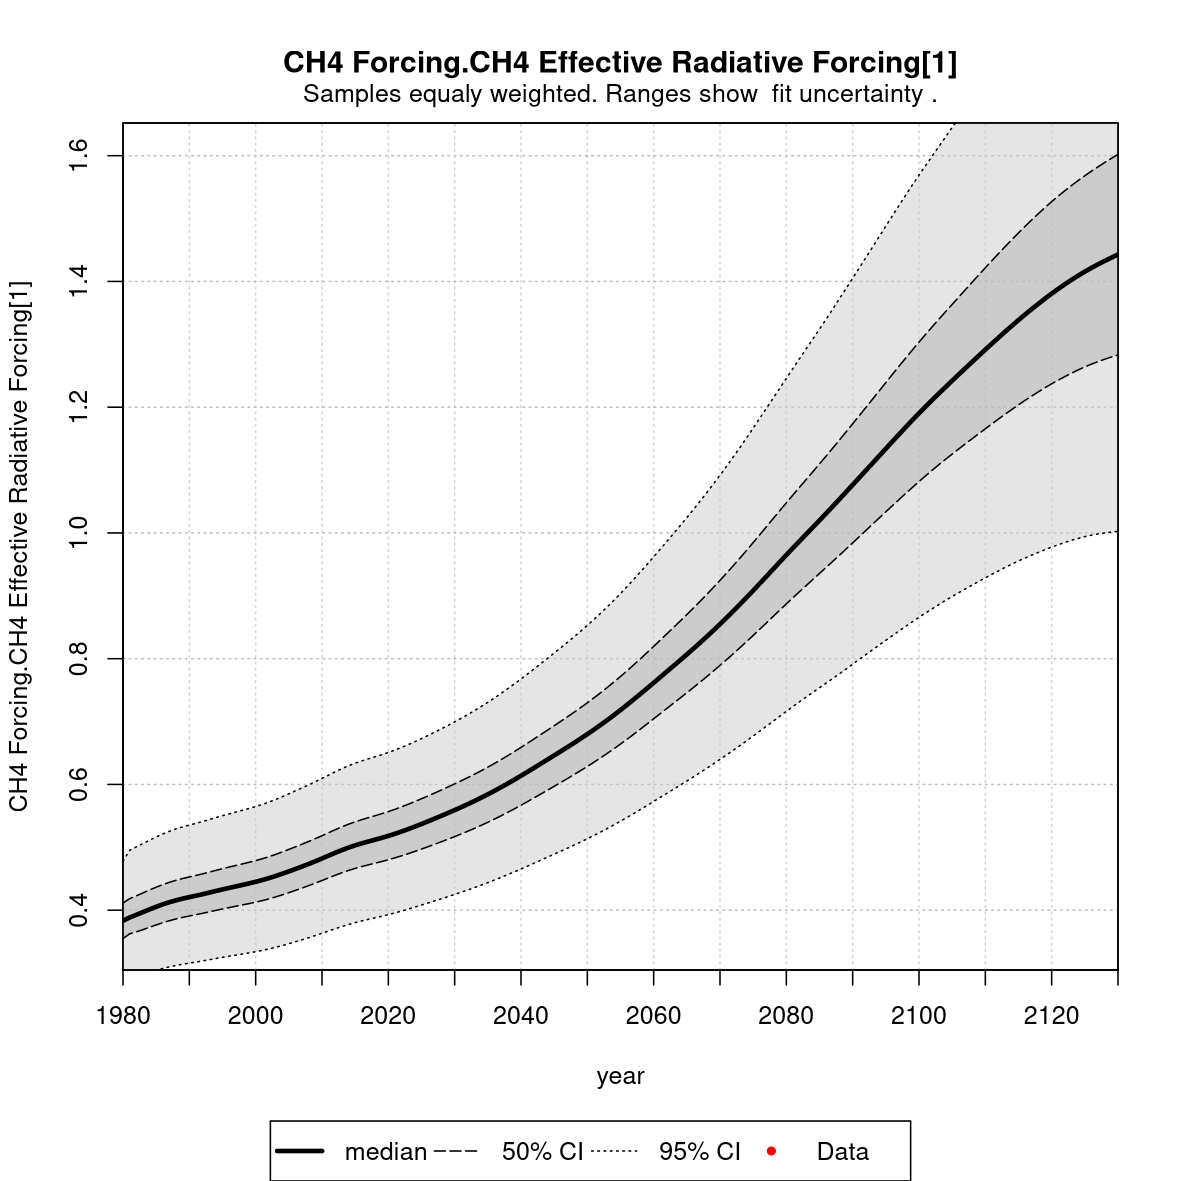 CH4 Forcing.CH4 Effective Radiative Forcing[1]
Samples equaly weighted. Ranges show  fit uncertainty .
CH4 Forcing.CH4 Effective Radiative Forcing[1]
1.6
1.4
1.2
1.0
0.8
0.6
0.4
1980 2000 2020 2040 2060 2080 2100 2120
year
median 50% CI 95% CI Data